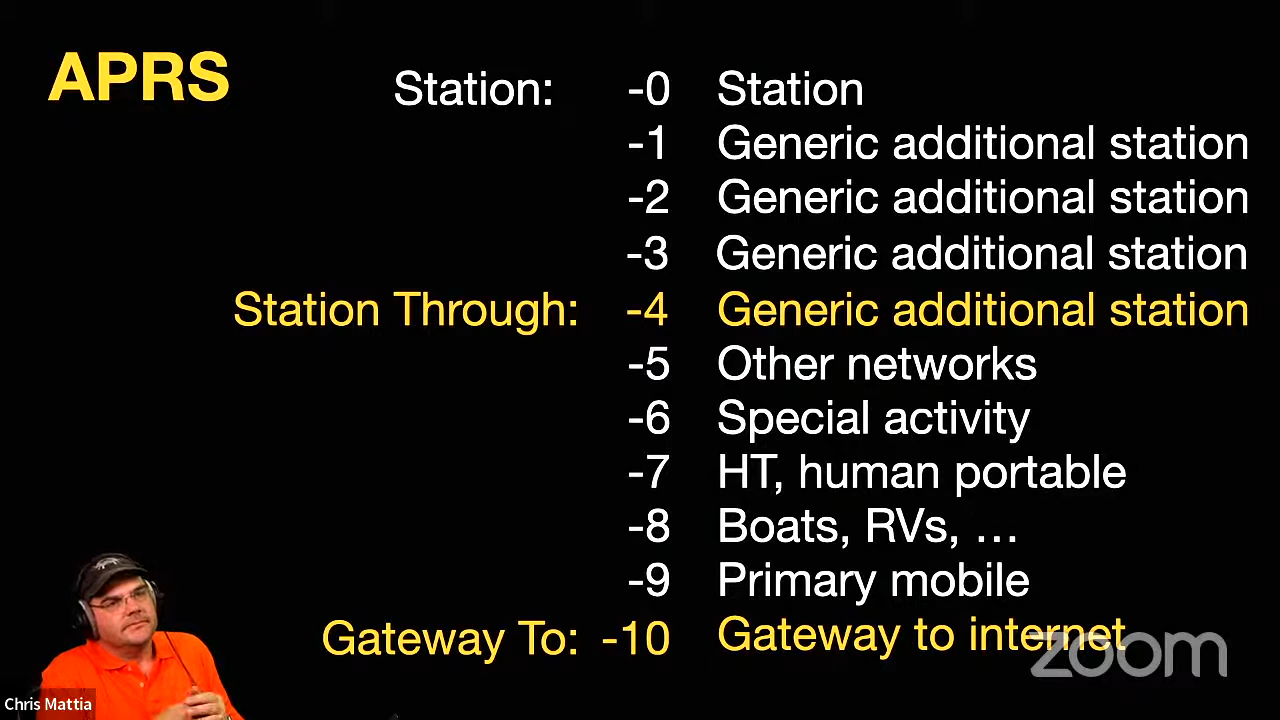 APRS
Station: -0 Station
-1 Generic additional station
-2 Generic additional station
-3 Generic additional station
Station Through: -4 Generic additional station
-5 Other networks
-6 Special activity
-7 HT, human portable
-8 Boats, RVs, …
-9 Primary mobile
Gateway To: -10 Gateway to internet
zoom
Chris Mattia